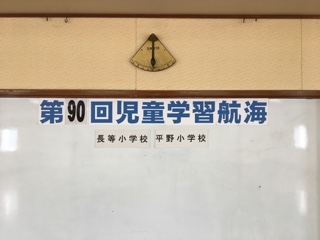 第90回児童学習航海
長等小学校 平野小学校